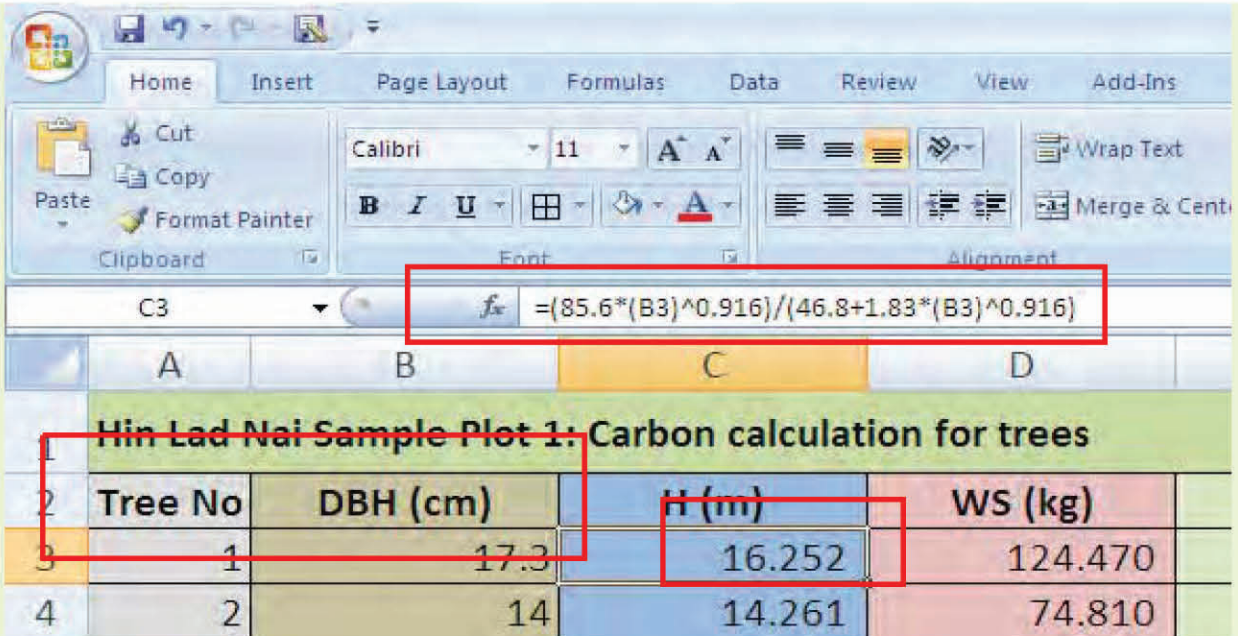 Home Insert Page Layout Formulas Data Review View Add-Ins
Paste
Cut
Copy
Format Painter
Clipboard
Calibri 11 A A
B I U A
Font
Wrap Text
Merge & Cente
Alignment
C3 fx =(85.6*(B3)^0.916)/(46.8+1.83*(B3)^0.916)
A B C D
1 Hin Lad Nai Sample Plot 1: Carbon calculation for trees
2 Tree No DBH (cm) H (m) WS (kg)
3 1 17.3 16.252 124.470
4 2 14 14.261 74.810